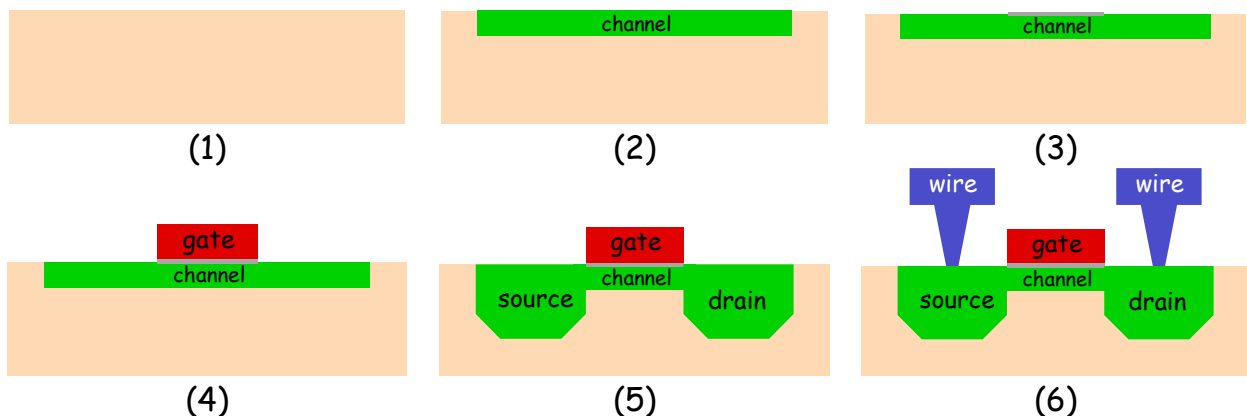 channel
channel
(1)
(2)
(3)
wire
wire
gate
channel
gate
channel
source
drain
gate
channel
source
drain
(4)
(5)
(6)